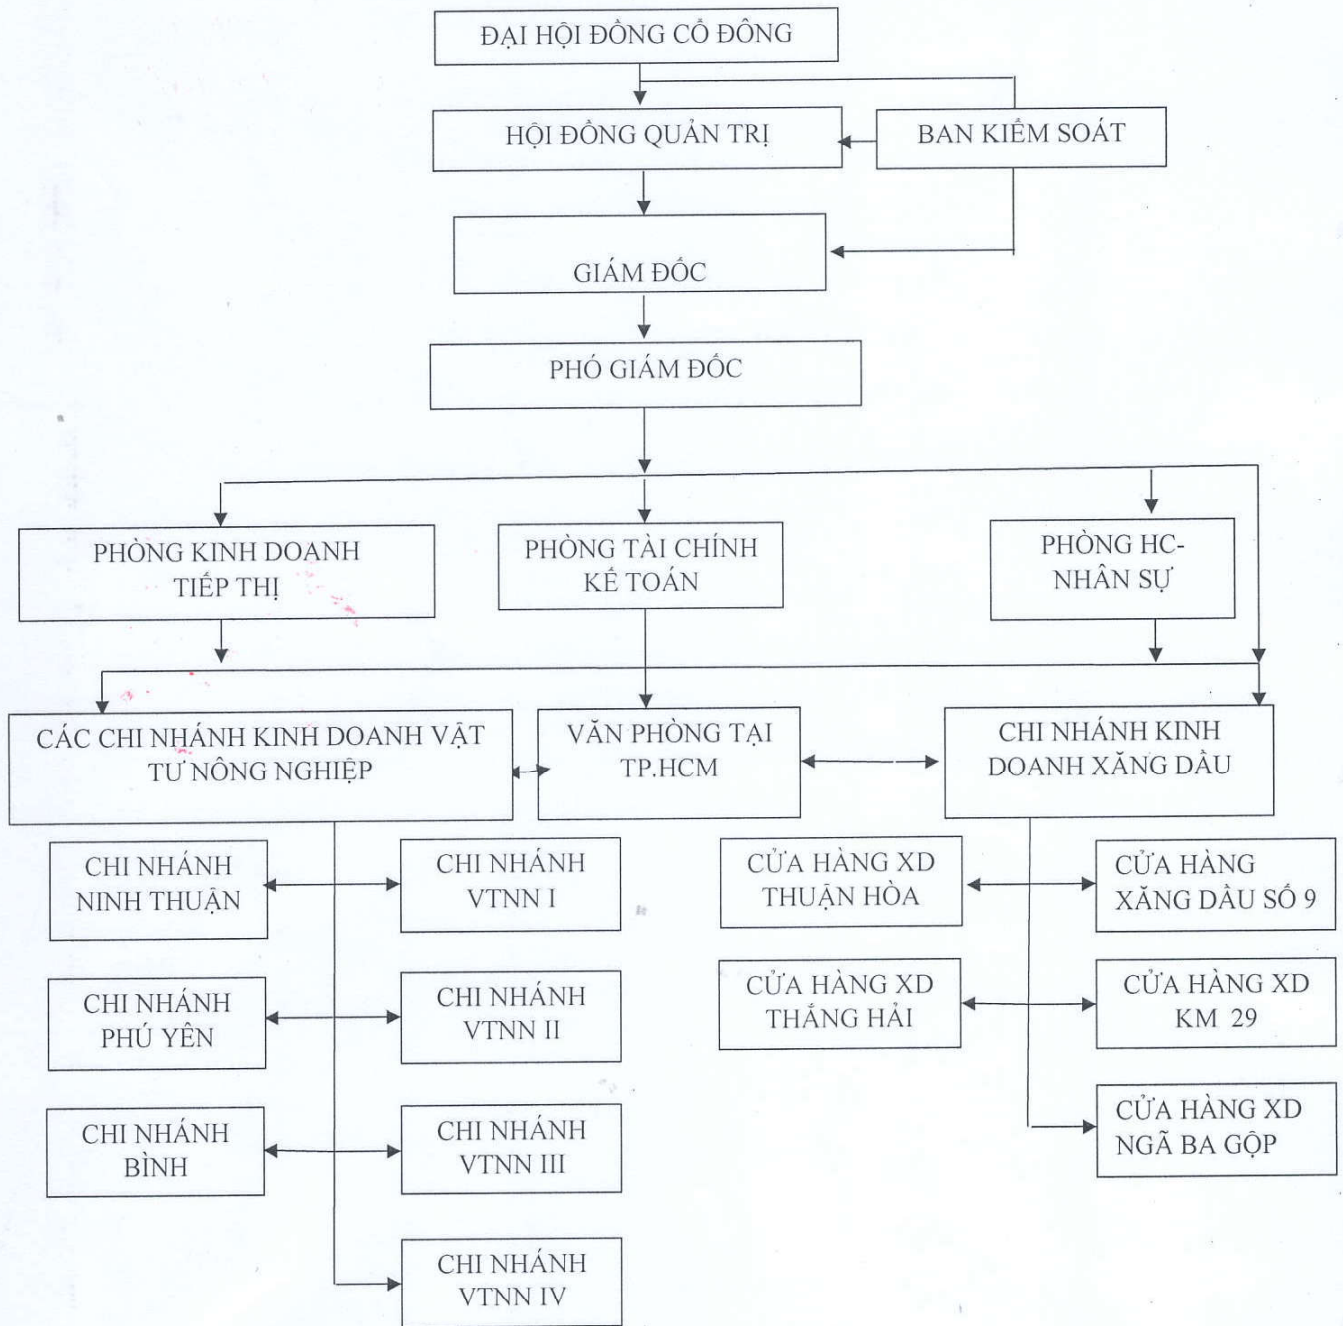 ĐẠI HỘI ĐỒNG CỔ ĐÔNG
HỘI ĐỒNG QUẢN TRỊ
BAN KIỂM SOÁT
GIÁM ĐỐC
PHÓ GIÁM ĐỐC
PHÒNG KINH DOANH
TIẾP THỊ
PHÒNG TÀI CHÍNH
KẾ TOÁN
PHÒNG HC-
NHÂN SỰ
CÁC CHI NHÁNH KINH DOANH VẬT
TƯ NÔNG NGHIỆP
VĂN PHÒNG TẠI
TP.HCM
CHI NHÁNH KINH
DOANH XĂNG DẦU
CHI NHÁNH
NINH THUẬN
CHI NHÁNH
VTNN I
CỬA HÀNG XD
THUẬN HÒA
CỬA HÀNG
XĂNG DẦU SỐ 9
CHI NHÁNH
PHÚ YÊN
CHI NHÁNH
VTNN II
CỬA HÀNG XD
THẮNG HẢI
CỬA HÀNG XD
KM 29
CHI NHÁNH
BÌNH
CHI NHÁNH
VTNN III
CỬA HÀNG XD
NGÃ BA GỘP
CHI NHÁNH
VTNN IV